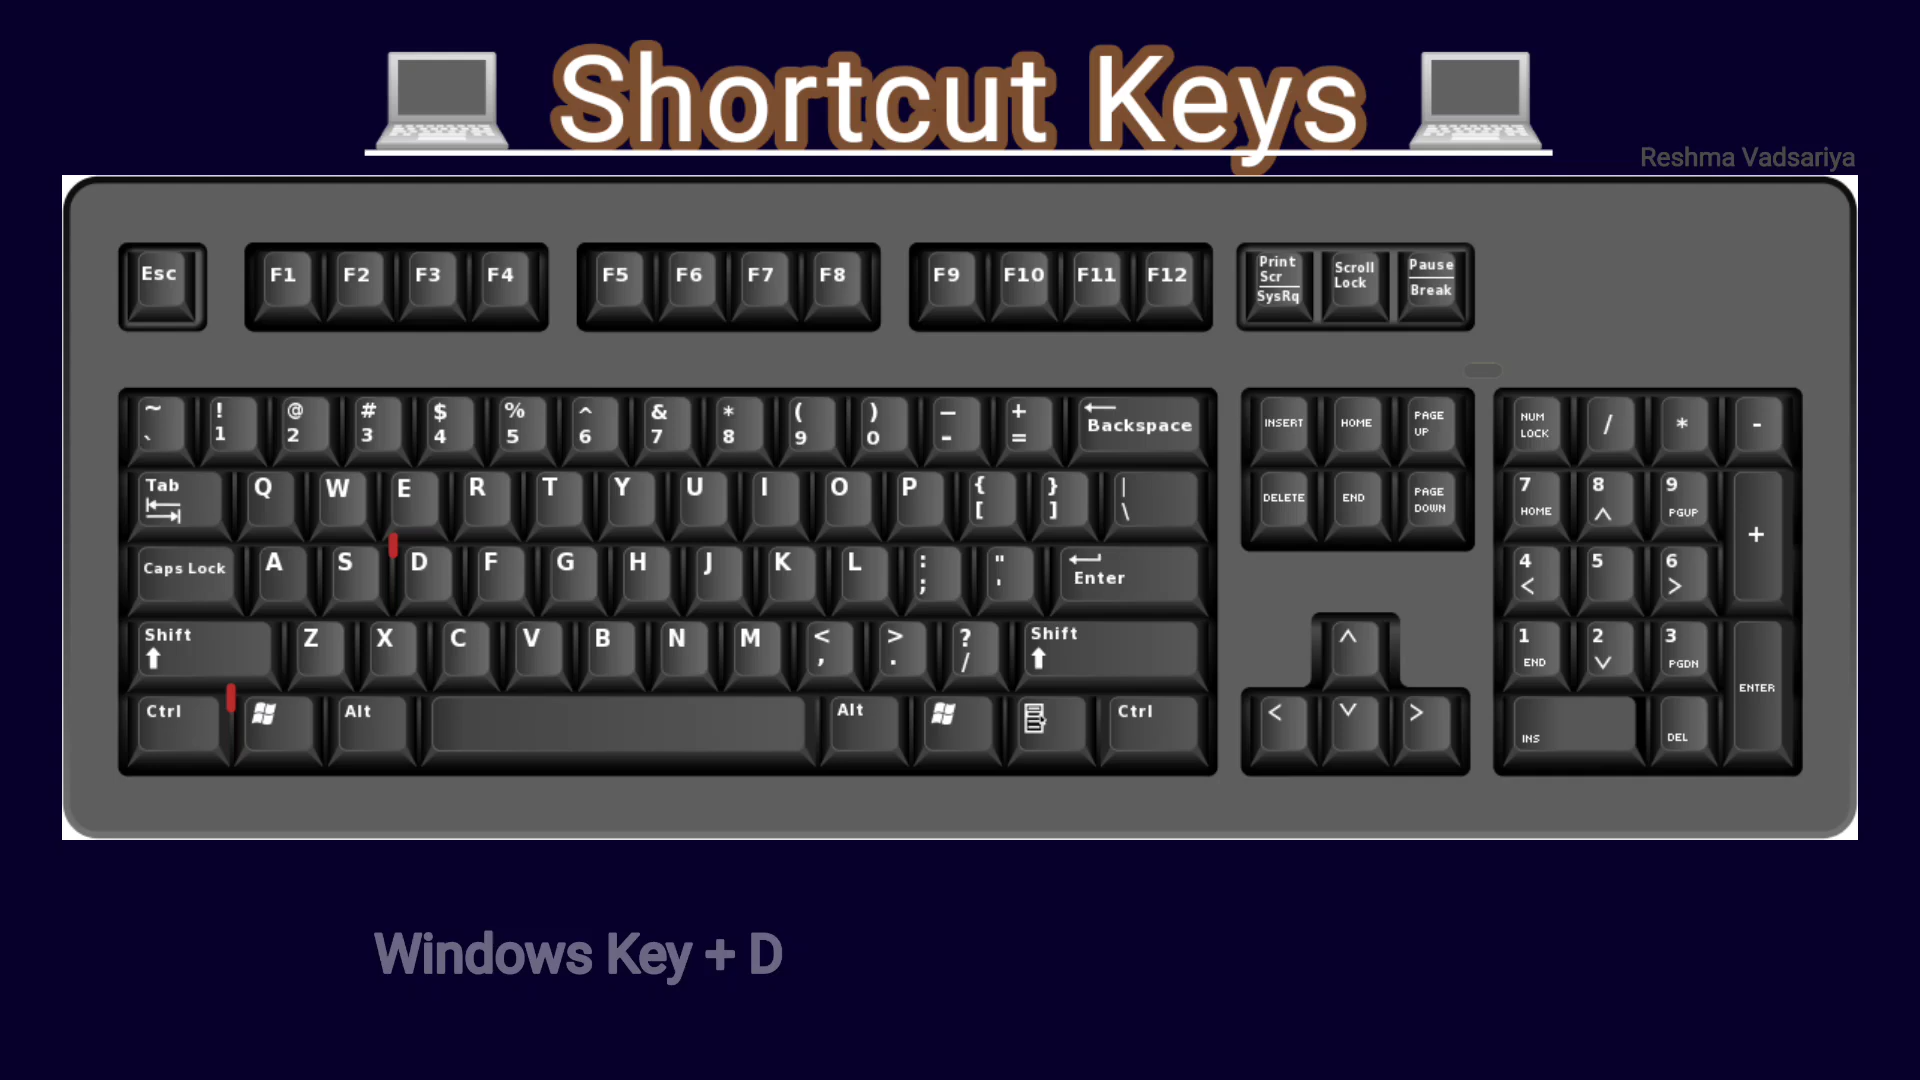 Shortcut Keys
Reshma Vadsariya
Esc F1 F2 F3 F4 F5 F6 F7 F8 F9 F10 F11 F12 Print Scr SysRq Scroll Lock Pause Break
~ ` ! 1 @ 2 # 3 $ 4 % 5 ^ 6 & 7 * 8 ( 9 ) 0 _ - + = Backspace INSERT HOME PAGE UP NUM LOCK / * -
Tab Q W E R T Y U I O P { [ } ] | \ DELETE END PAGE DOWN 7 HOME 8 ^ 9 PGUP +
Caps Lock A S D F G H J K L : ; " ' Enter 4 < 5 6 >
Shift Z X C V B N M < , > . ? / Shift ^ 1 END 2 v 3 PGDN ENTER
Ctrl Alt Alt Ctrl < v > INS DEL
Windows Key + D